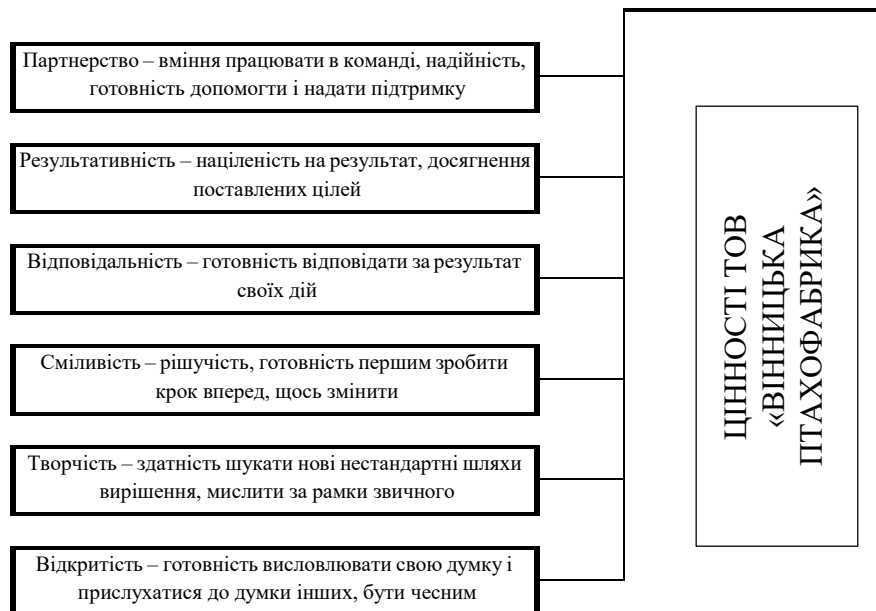 Партнерство – вміння працювати в команді, надійність,
готовність допомогти і надати підтримку
Результативність – націленість на результат, досягнення
поставлених цілей
Відповідальність – готовність відповідати за результат
своїх дій
Сміливість – рішучість, готовність першим зробити
крок вперед, щось змінити
Творчість – здатність шукати нові нестандартні шляхи
вирішення, мислити за рамки звичного
Відкритість – готовність висловлювати свою думку і
прислухатися до думки інших, бути чесним
ЦІННОСТІ ТОВ
«ВІННИЦЬКА
ПТАХОФАБРИКА»